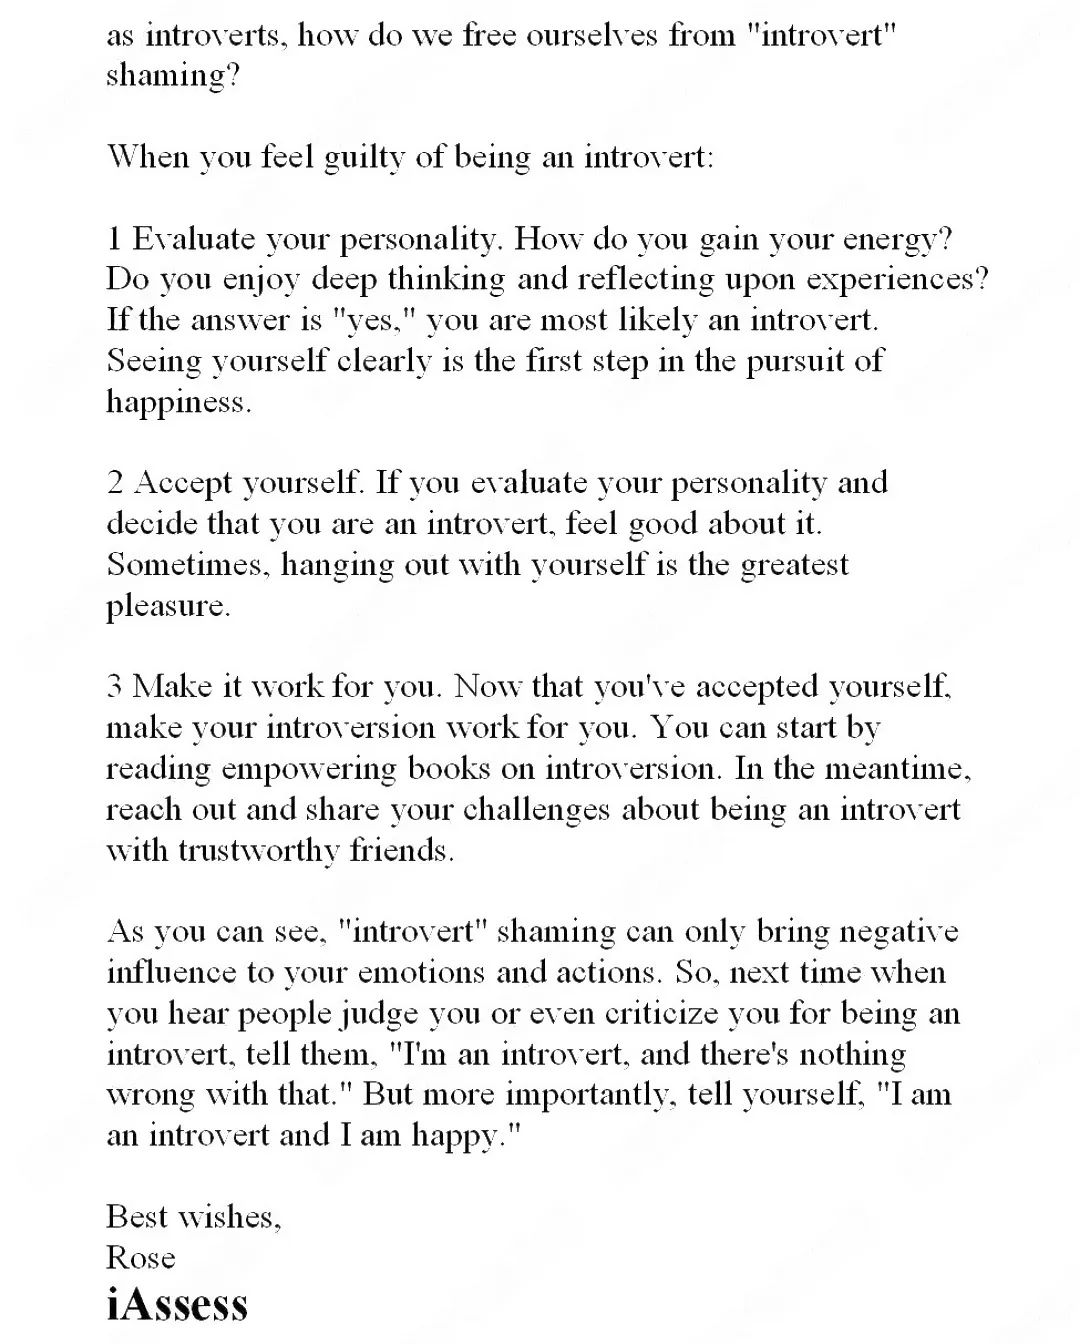 as introverts, how do we free ourselves from "introvert"
shaming?
When you feel guilty of being an introvert:
1 Evaluate your personality. How do you gain your energy?
Do you enjoy deep thinking and reflecting upon experiences?
If the answer is "yes," you are most likely an introvert.
Seeing yourself clearly is the first step in the pursuit of
happiness.
2 Accept yourself. If you evaluate your personality and
decide that you are an introvert, feel good about it.
Sometimes, hanging out with yourself is the greatest
pleasure.
3 Make it work for you. Now that you've accepted yourself,
make your introversion work for you. You can start by
reading empowering books on introversion. In the meantime,
reach out and share your challenges about being an introvert
with trustworthy friends.
As you can see, "introvert" shaming can only bring negative
influence to your emotions and actions. So, next time when
you hear people judge you or even criticize you for being an
introvert, tell them, "I'm an introvert, and there's nothing
wrong with that." But more importantly, tell yourself, "I am
an introvert and I am happy."
Best wishes,
Rose
iAssess